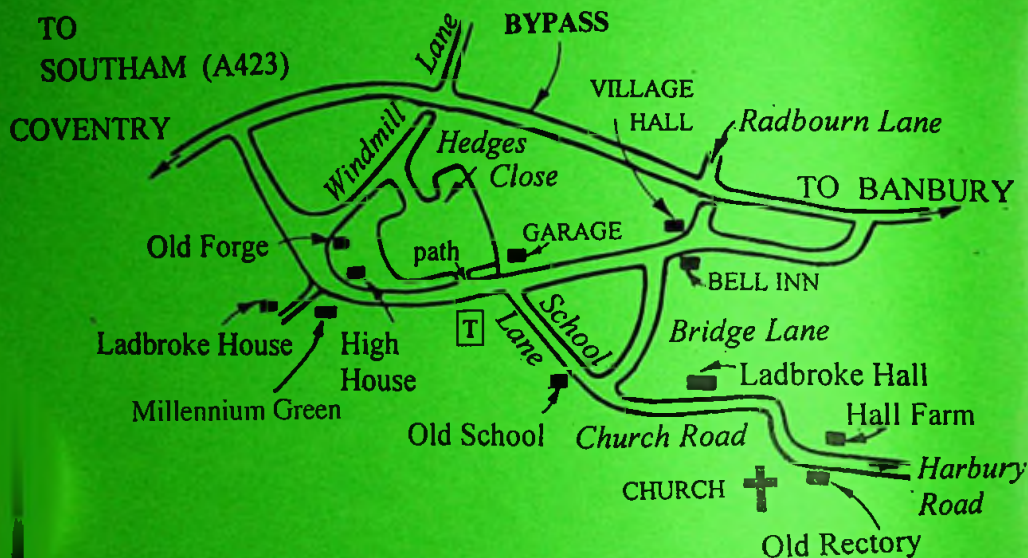 TO
SOUTHAM (A423)
COVENTRY
Lane
BYPASS
VILLAGE
HALL
Radbourn Lane
TO BANBURY
Windmill
Hedges
Close
Old Forge
path
GARAGE
BELL INN
T
School
Lane
Bridge Lane
Ladbroke House
High
House
Millennium Green
Old School
Ladbroke Hall
Hall Farm
Church Road
Harbury
Road
CHURCH
Old Rectory